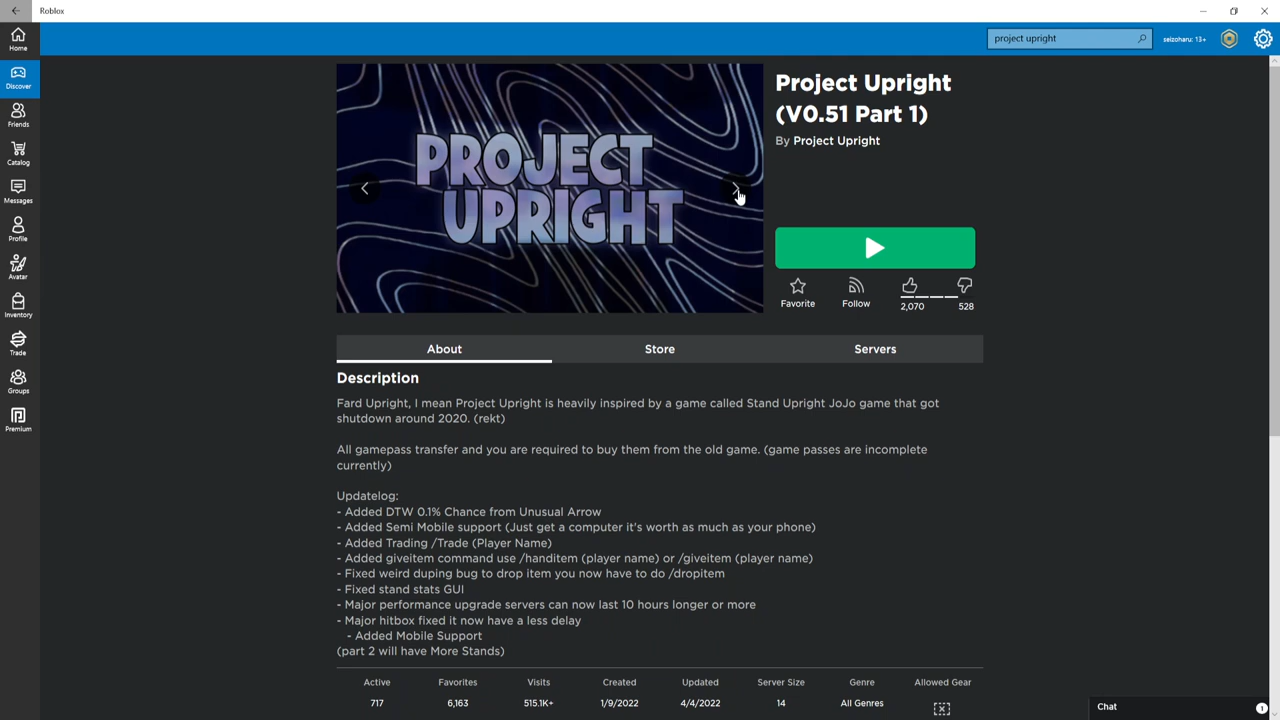 Roblox
project upright
seizoharu: 13+
Home
Discover
Friends
Catalog
Messages
Profile
Avatar
Inventory
Trade
Groups
Premium
PROJECT
UPRIGHT
Project Upright
(V0.51 Part 1)
By Project Upright
Favorite
Follow
2,070
528
About
Store
Servers
Description
Fard Upright, I mean Project Upright is heavily inspired by a game called Stand Upright JoJo game that got
shutdown around 2020. (rekt)
All gamepass transfer and you are required to buy them from the old game. (game passes are incomplete
currently)
Updatelog:
- Added DTW 0.1% Chance from Unusual Arrow
- Added Semi Mobile support (Just get a computer it's worth as much as your phone)
- Added Trading /Trade (Player Name)
- Added giveitem command use /handitem (player name) or /giveitem (player name)
- Fixed weird duping bug to drop item you now have to do /dropitem
- Fixed stand stats GUI
- Major performance upgrade servers can now last 10 hours longer or more
- Major hitbox fixed it now have a less delay
- Added Mobile Support
(part 2 will have More Stands)
Active Favorites Visits Created Updated Server Size Genre Allowed Gear
717 6,163 515.1K+ 1/9/2022 4/4/2022 14 All Genres
Chat 1